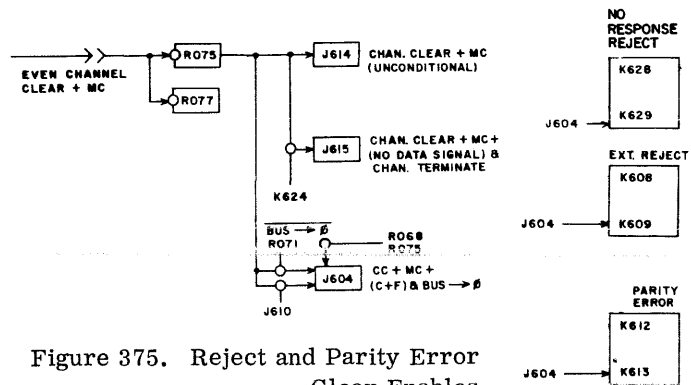 EVEN CHANNEL
CLEAR + MC
R075
R077
J614
CHAN. CLEAR + MC
(UNCONDITIONAL)
J615
CHAN. CLEAR + MC +
(NO DATA SIGNAL) &
CHAN. TERMINATE
K624
BUS → ∅
R071
R068
R075
J604
CC + MC +
(C+F) & BUS → ∅
J610
NO
RESPONSE
REJECT
K628
K629
J604
EXT. REJECT
K608
K609
J604
PARITY
ERROR
K612
K613
J604
Figure 375. Reject and Parity Error
Clear Enables